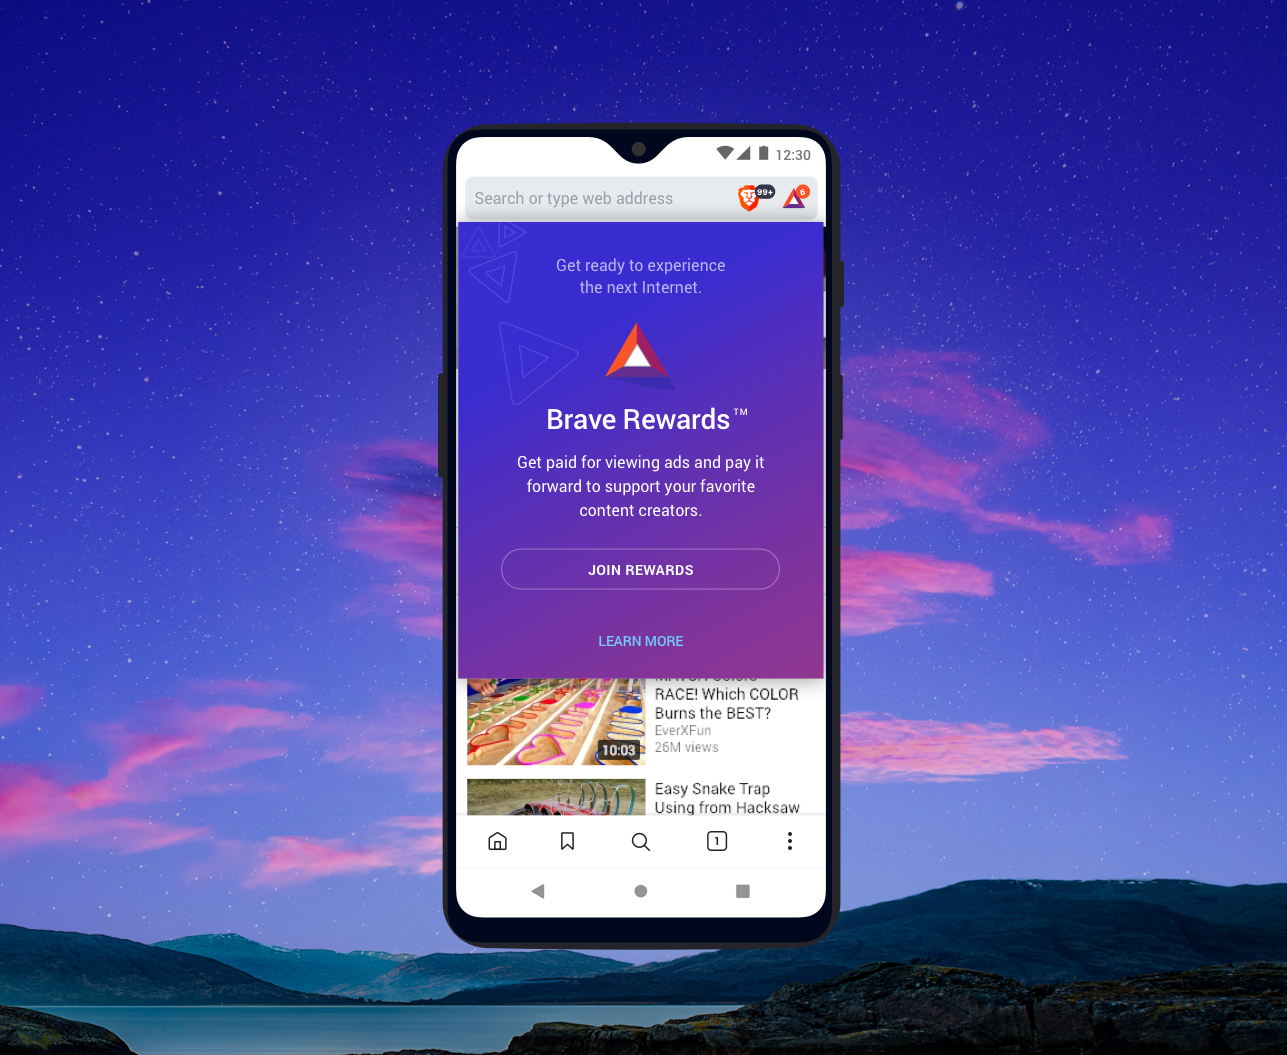 12:30
Search or type web address
99+
6
Get ready to experience
the next Internet.
Brave Rewards™
Get paid for viewing ads and pay it
forward to support your favorite
content creators.
JOIN REWARDS
LEARN MORE
RACE! Which COLOR
Burns the BEST?
EverXFun
26M views
10:03
Easy Snake Trap
Using from Hacksaw
1